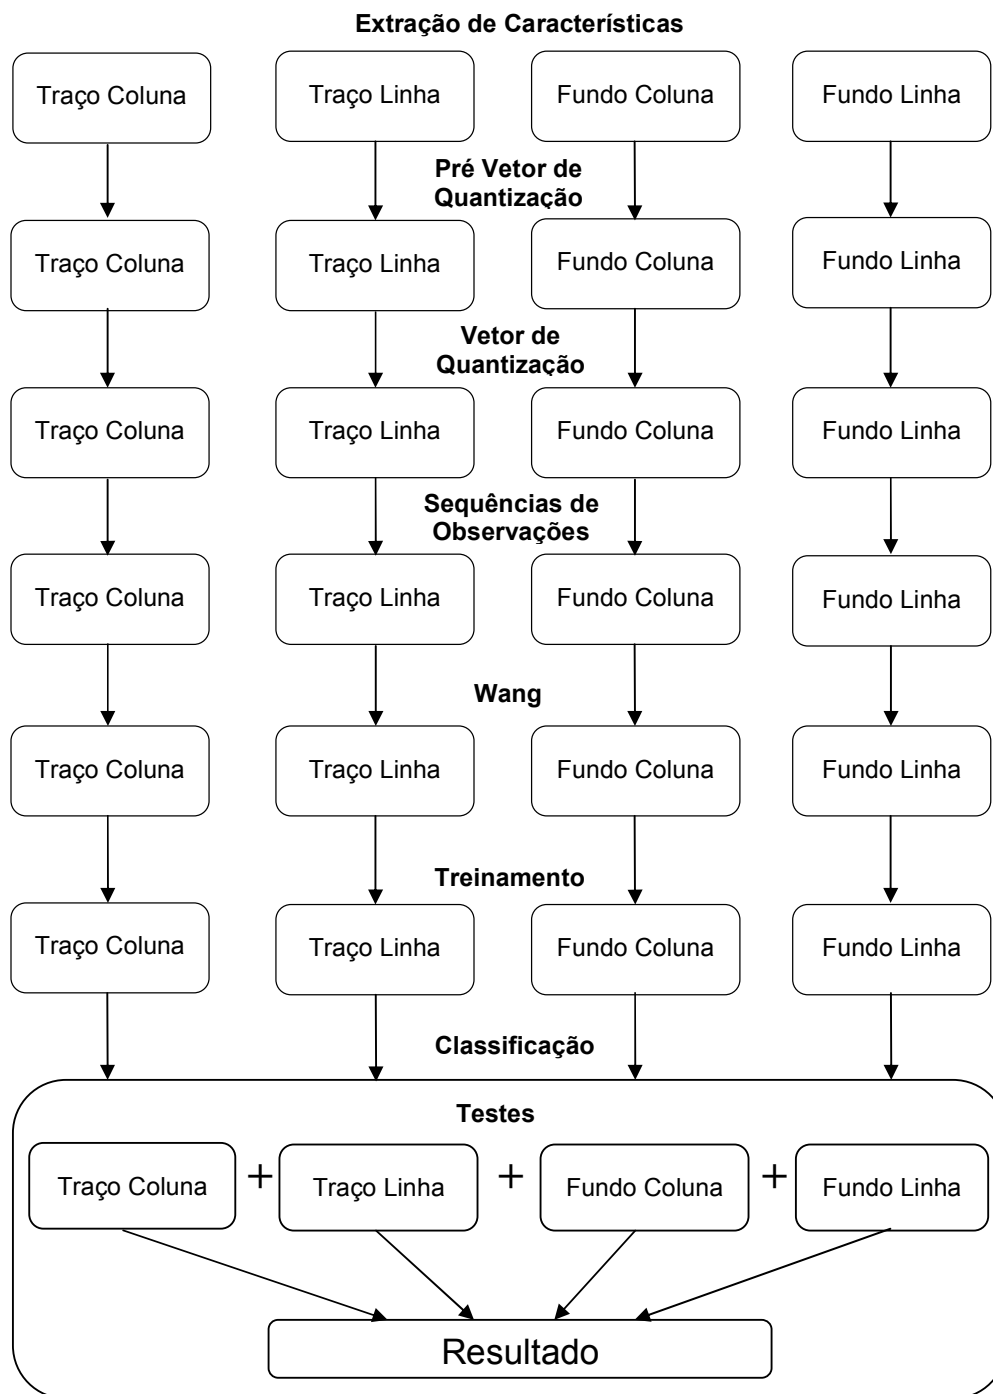 Extração de Características
Traço Coluna
Traço Linha
Fundo Coluna
Fundo Linha
Pré Vetor de
Quantização
Traço Coluna
Traço Linha
Fundo Coluna
Fundo Linha
Vetor de
Quantização
Traço Coluna
Traço Linha
Fundo Coluna
Fundo Linha
Sequências de
Observações
Traço Coluna
Traço Linha
Fundo Coluna
Fundo Linha
Wang
Traço Coluna
Traço Linha
Fundo Coluna
Fundo Linha
Treinamento
Traço Coluna
Traço Linha
Fundo Coluna
Fundo Linha
Classificação
Testes
Traço Coluna + Traço Linha + Fundo Coluna + Fundo Linha
Resultado